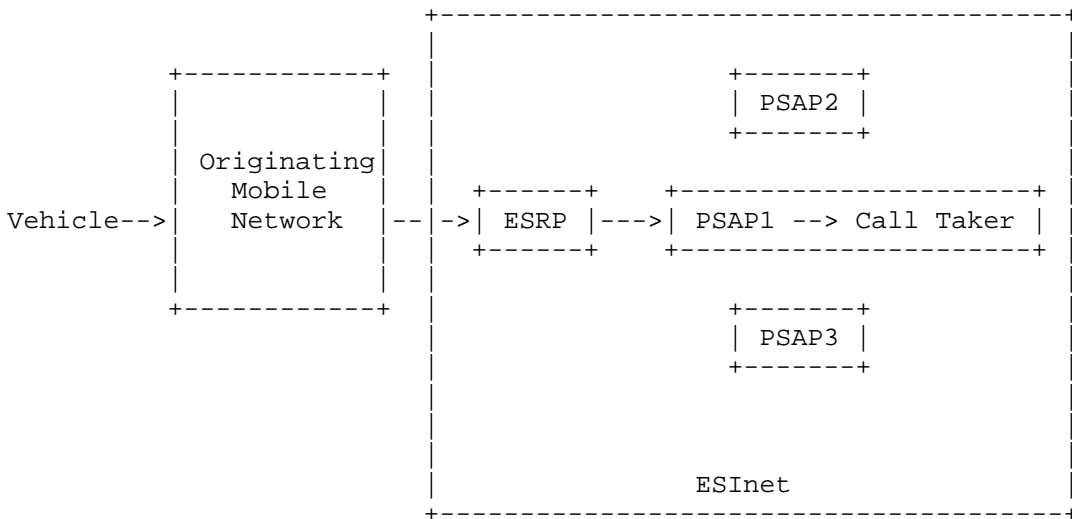 PSAP2
Originating
Mobile
Vehicle--> Network -- -> ESRP ---> PSAP1 --> Call Taker
PSAP3
ESInet